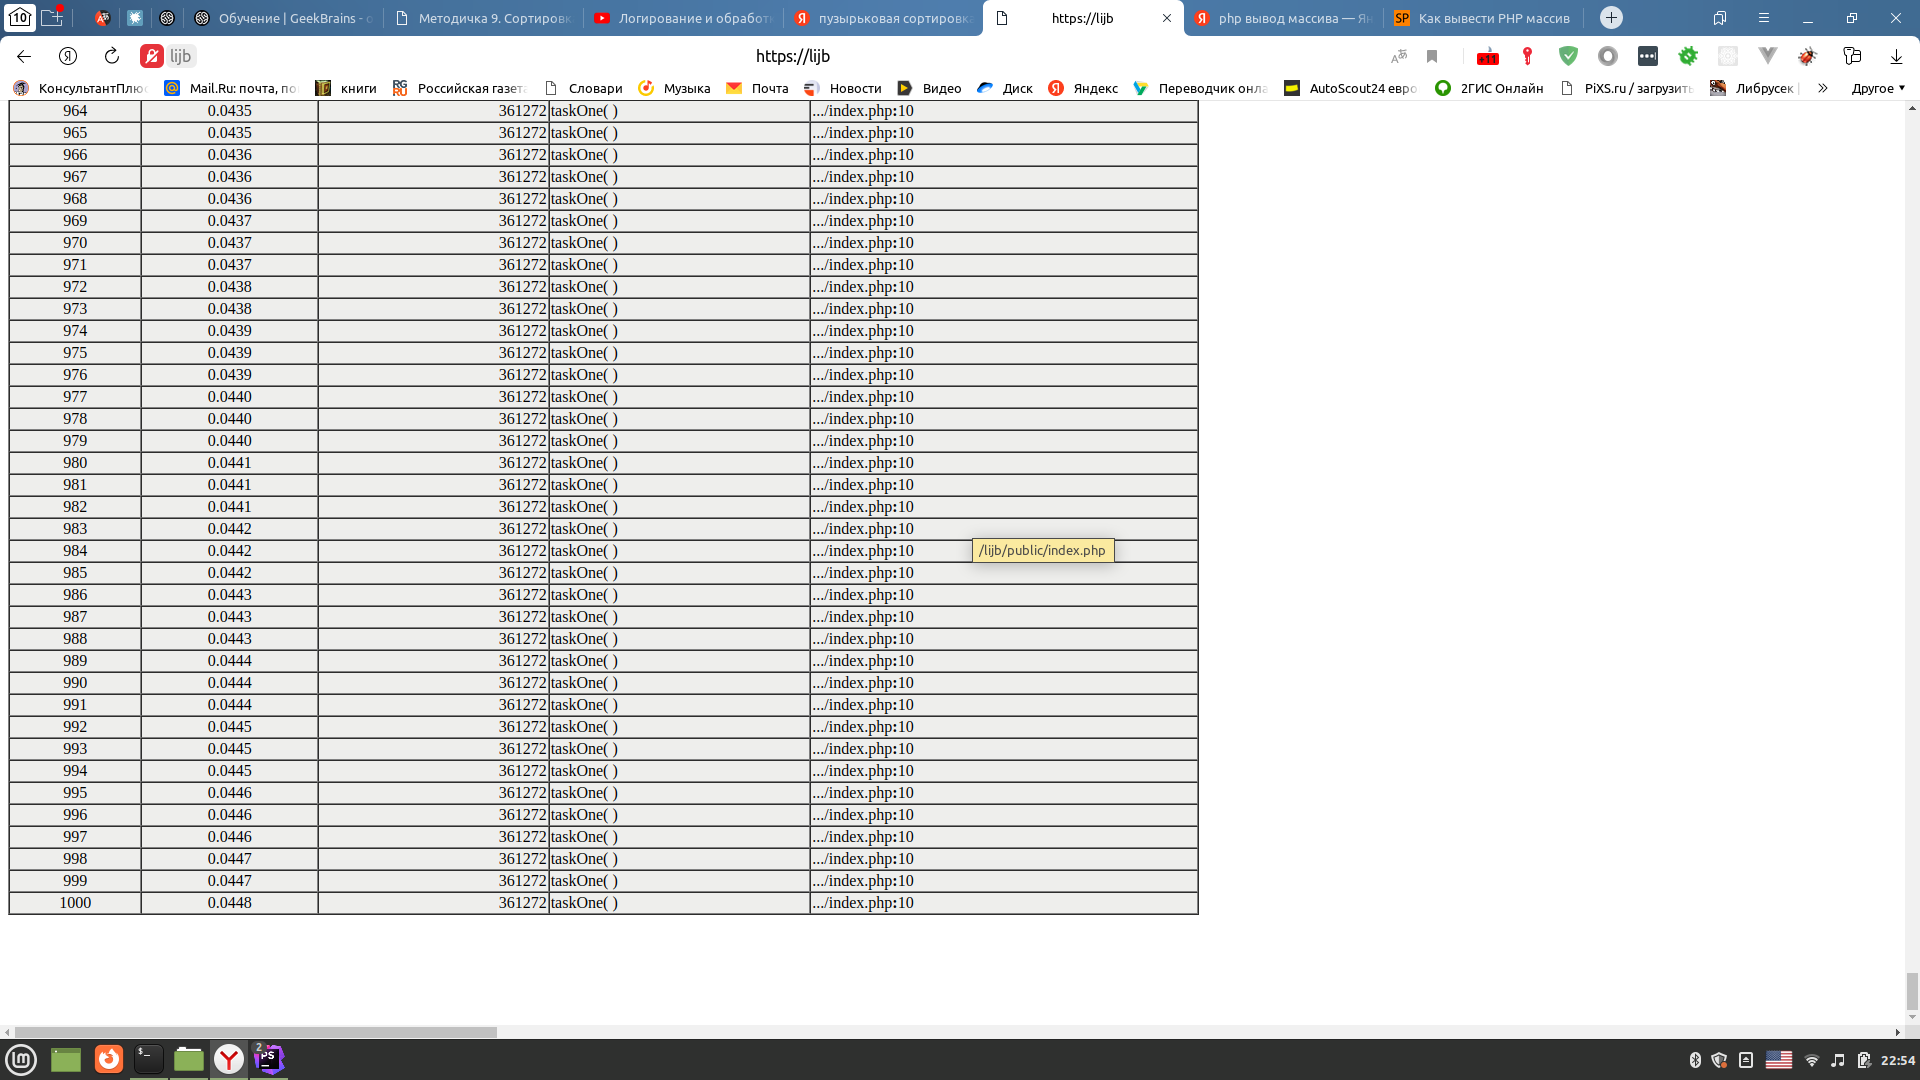 10 Обучение | GeekBrains - о Методичка 9. Сортировк Логирование и обработк пузырьковая сортировка https://lijb php вывод массива — Ян Как вывести PHP массив
lijb https://lijb +11
КонсультантПлюс Mail.Ru: почта, по книги Российская газета Словари Музыка Почта Новости Видео Диск Яндекс Переводчик онла AutoScout24 евро 2ГИС Онлайн PiXS.ru / загрузить Либрусек | » Другое
964 0.0435 361272 taskOne( ) .../index.php:10
965 0.0435 361272 taskOne( ) .../index.php:10
966 0.0436 361272 taskOne( ) .../index.php:10
967 0.0436 361272 taskOne( ) .../index.php:10
968 0.0436 361272 taskOne( ) .../index.php:10
969 0.0437 361272 taskOne( ) .../index.php:10
970 0.0437 361272 taskOne( ) .../index.php:10
971 0.0437 361272 taskOne( ) .../index.php:10
972 0.0438 361272 taskOne( ) .../index.php:10
973 0.0438 361272 taskOne( ) .../index.php:10
974 0.0439 361272 taskOne( ) .../index.php:10
975 0.0439 361272 taskOne( ) .../index.php:10
976 0.0439 361272 taskOne( ) .../index.php:10
977 0.0440 361272 taskOne( ) .../index.php:10
978 0.0440 361272 taskOne( ) .../index.php:10
979 0.0440 361272 taskOne( ) .../index.php:10
980 0.0441 361272 taskOne( ) .../index.php:10
981 0.0441 361272 taskOne( ) .../index.php:10
982 0.0441 361272 taskOne( ) .../index.php:10
983 0.0442 361272 taskOne( ) .../index.php:10
984 0.0442 361272 taskOne( ) .../index.php:10 /lijb/public/index.php
985 0.0442 361272 taskOne( ) .../index.php:10
986 0.0443 361272 taskOne( ) .../index.php:10
987 0.0443 361272 taskOne( ) .../index.php:10
988 0.0443 361272 taskOne( ) .../index.php:10
989 0.0444 361272 taskOne( ) .../index.php:10
990 0.0444 361272 taskOne( ) .../index.php:10
991 0.0444 361272 taskOne( ) .../index.php:10
992 0.0445 361272 taskOne( ) .../index.php:10
993 0.0445 361272 taskOne( ) .../index.php:10
994 0.0445 361272 taskOne( ) .../index.php:10
995 0.0446 361272 taskOne( ) .../index.php:10
996 0.0446 361272 taskOne( ) .../index.php:10
997 0.0446 361272 taskOne( ) .../index.php:10
998 0.0447 361272 taskOne( ) .../index.php:10
999 0.0447 361272 taskOne( ) .../index.php:10
1000 0.0448 361272 taskOne( ) .../index.php:10
2 PS 22:54